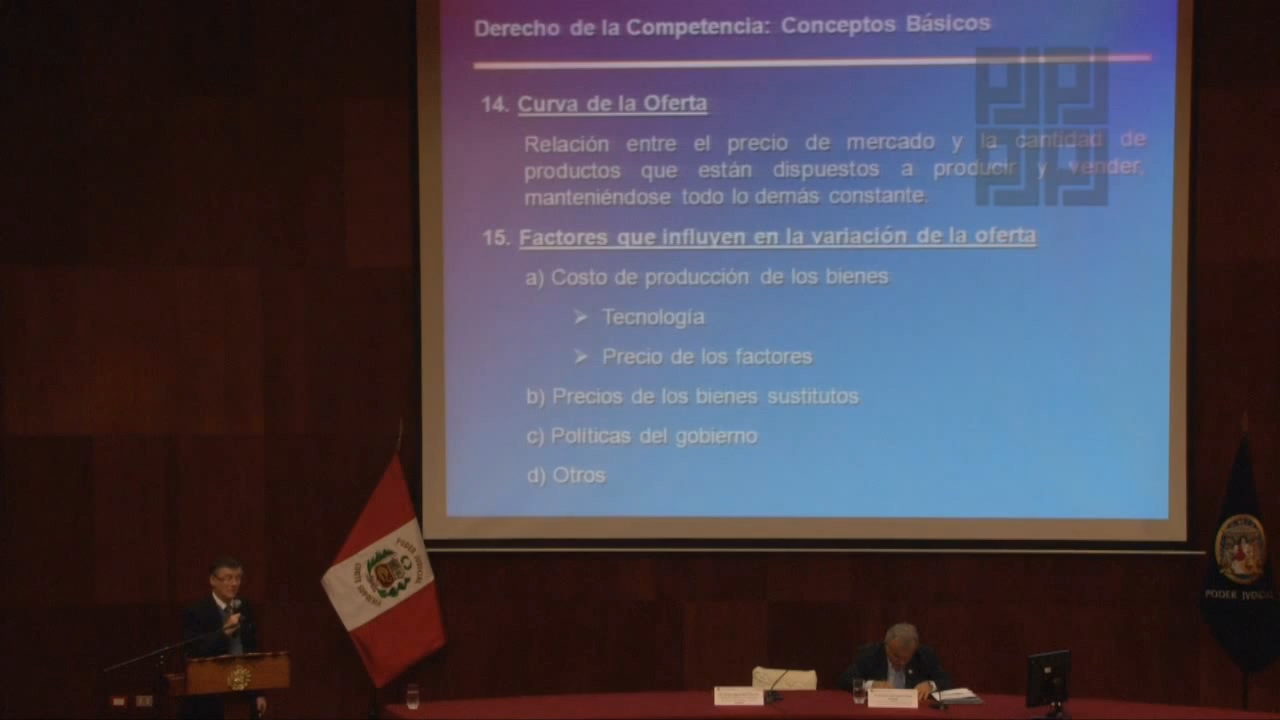 Derecho de la Competencia: Conceptos Básicos
14. Curva de la Oferta
Relación entre el precio de mercado y la cantidad de
productos que están dispuestos a producir y vender,
manteniéndose todo lo demás constante.
15. Factores que influyen en la variación de la oferta
a) Costo de producción de los bienes
➢ Tecnología
➢ Precio de los factores
b) Precios de los bienes sustitutos
c) Políticas del gobierno
d) Otros
PODER
PODER